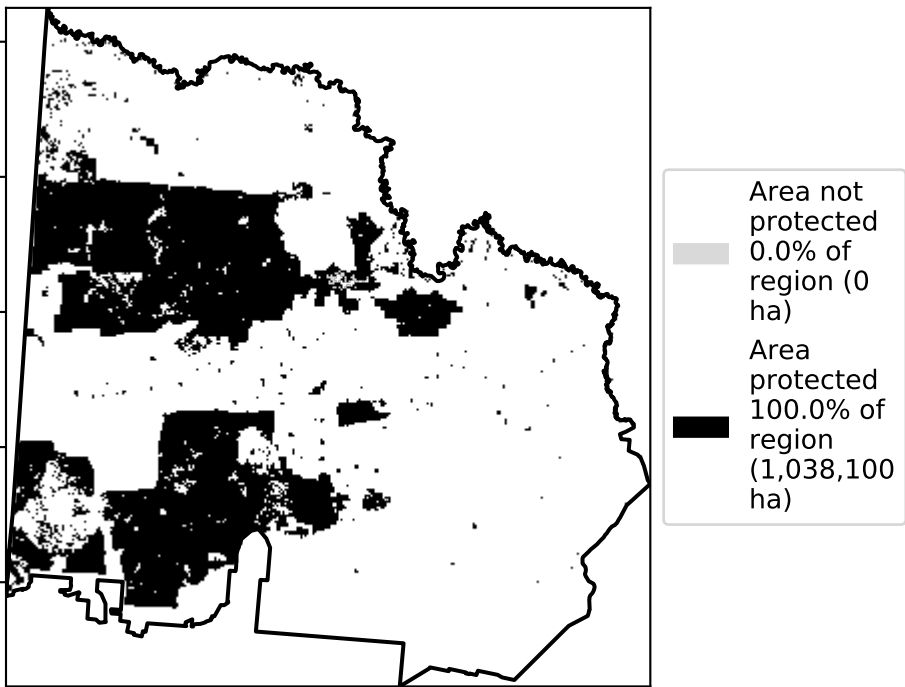 Area not
protected
0.0% of
region (0
ha)
Area
protected
100.0% of
region
(1,038,100
ha)